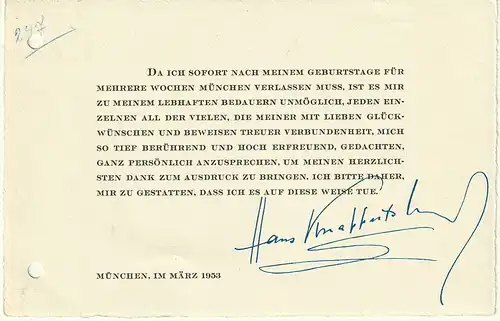 DA ICH SOFORT NACH MEINEM GEBURTSTAGE FÜR
MEHRERE WOCHEN MÜNCHEN VERLASSEN MUSS, IST ES MIR
ZU MEINEM LEBHAFTEN BEDAUERN UNMÖGLICH, JEDEN EIN-
ZELNEN ALL DER VIELEN, DIE MEINER MIT LIEBEN GLÜCK-
WÜNSCHEN UND BEWEISEN TREUER VERBUNDENHEIT, MICH
SO TIEF BERÜHREND UND HOCH ERFREUEND, GEDACHTEN,
GANZ PERSÖNLICH ANZUSPRECHEN, UM MEINEN HERZLICH-
STEN DANK ZUM AUSDRUCK ZU BRINGEN. ICH BITTE DAHER,
MIR ZU GESTATTEN, DASS ICH ES AUF DIESE WEISE TUE.
Hans Knappertsbusch
MÜNCHEN, IM MÄRZ 1953